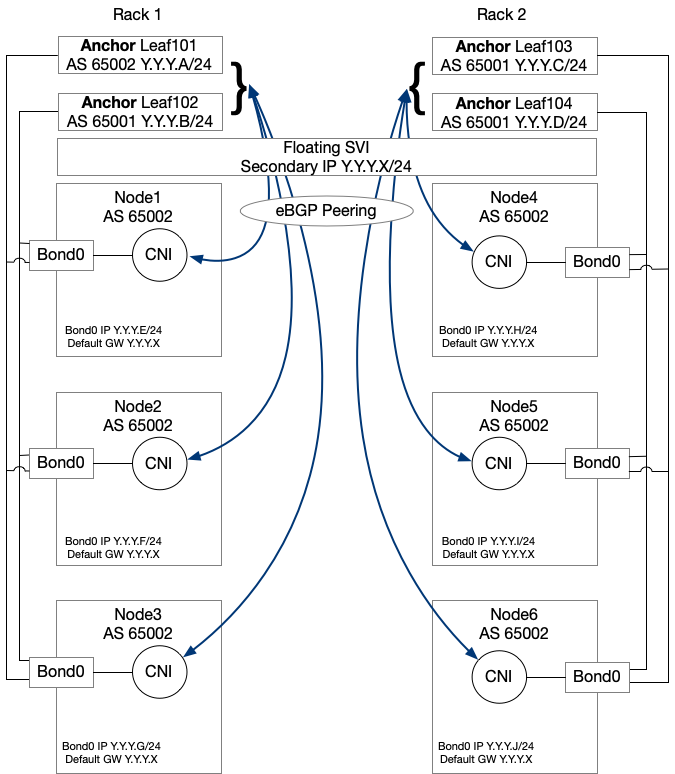 Rack 1
Rack 2
Anchor Leaf101
AS 65002 Y.Y.Y.A/24
Anchor Leaf103
AS 65001 Y.Y.Y.C/24
Anchor Leaf102
AS 65001 Y.Y.Y.B/24
Anchor Leaf104
AS 65001 Y.Y.Y.D/24
Floating SVI
Secondary IP Y.Y.Y.X/24
eBGP Peering
Node1
AS 65002
Bond0
CNI
Bond0 IP Y.Y.Y.E/24
Default GW Y.Y.Y.X
Node4
AS 65002
CNI
Bond0
Bond0 IP Y.Y.Y.H/24
Default GW Y.Y.Y.X
Node2
AS 65002
Bond0
CNI
Bond0 IP Y.Y.Y.F/24
Default GW Y.Y.Y.X
Node5
AS 65002
CNI
Bond0
Bond0 IP Y.Y.Y.I/24
Default GW Y.Y.Y.X
Node3
AS 65002
Bond0
CNI
Bond0 IP Y.Y.Y.G/24
Default GW Y.Y.Y.X
Node6
AS 65002
CNI
Bond0
Bond0 IP Y.Y.Y.J/24
Default GW Y.Y.Y.X